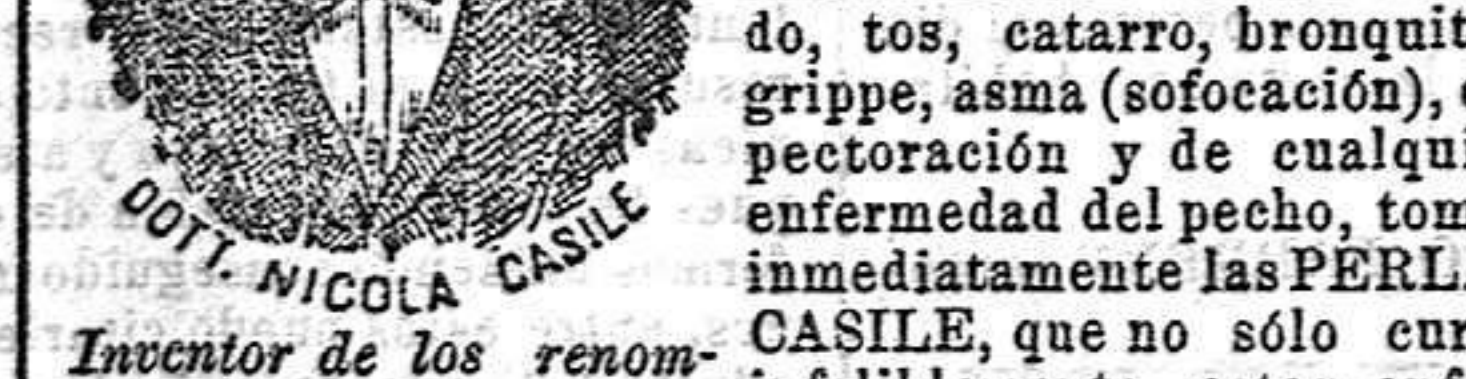 DOTT. NICOLA CASILE
Inventor de los renom-
do, tos, catarro, bronquit
grippe, asma (sofocación),
pectoración y de cualqui
enfermedad del pecho, tom
inmediatamente las PERL
CASILE, que no sólo cur